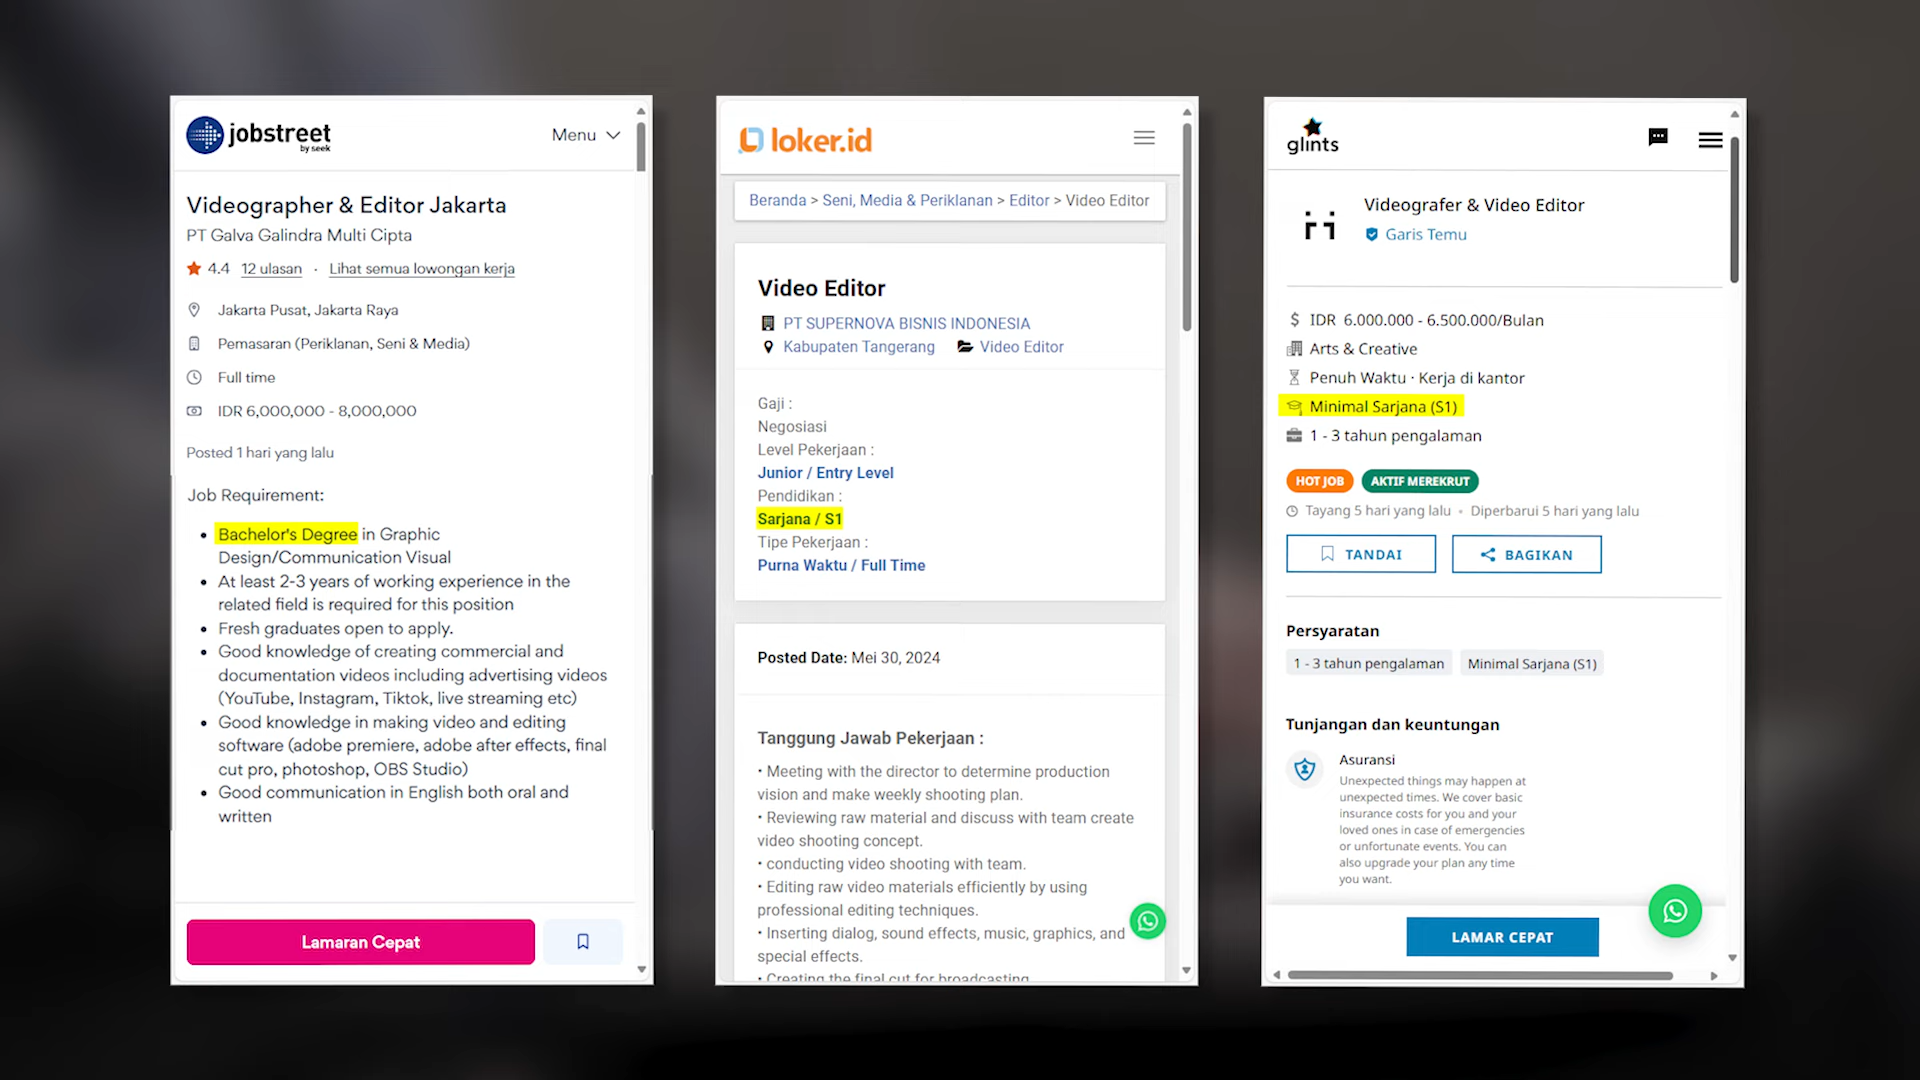 jobstreet
by seek
Menu
Videographer & Editor Jakarta
PT Galva Galindra Multi Cipta
4.4 12 ulasan · Lihat semua lowongan kerja
Jakarta Pusat, Jakarta Raya
Pemasaran (Periklanan, Seni & Media)
Full time
IDR 6,000,000 - 8,000,000
Posted 1 hari yang lalu
Job Requirement:
• Bachelor's Degree in Graphic
Design/Communication Visual
• At least 2-3 years of working experience in the
related field is required for this position
• Fresh graduates open to apply.
• Good knowledge of creating commercial and
documentation videos including advertising videos
(YouTube, Instagram, Tiktok, live streaming etc)
• Good knowledge in making video and editing
software (adobe premiere, adobe after effects, final
cut pro, photoshop, OBS Studio)
• Good communication in English both oral and
written
Lamaran Cepat
loker.id
Beranda > Seni, Media & Periklanan > Editor > Video Editor
Video Editor
PT SUPERNOVA BISNIS INDONESIA
Kabupaten Tangerang Video Editor
Gaji :
Negosiasi
Level Pekerjaan :
Junior / Entry Level
Pendidikan :
Sarjana / S1
Tipe Pekerjaan :
Purna Waktu / Full Time
Posted Date: Mei 30, 2024
Tanggung Jawab Pekerjaan :
• Meeting with the director to determine production
vision and make weekly shooting plan.
• Reviewing raw material and discuss with team create
video shooting concept.
• conducting video shooting with team.
• Editing raw video materials efficiently by using
professional editing techniques.
• Inserting dialog, sound effects, music, graphics, and
special effects.
• Creating the final cut for broadcasting
glints
Videografer & Video Editor
Garis Temu
$ IDR 6.000.000 - 6.500.000/Bulan
Arts & Creative
Penuh Waktu · Kerja di kantor
Minimal Sarjana (S1)
1 - 3 tahun pengalaman
HOT JOB AKTIF MEREKRUT
Tayang 5 hari yang lalu • Diperbarui 5 hari yang lalu
TANDAI BAGIKAN
Persyaratan
1 - 3 tahun pengalaman Minimal Sarjana (S1)
Tunjangan dan keuntungan
Asuransi
Unexpected things may happen at
unexpected times. We cover basic
insurance costs for you and your
loved ones in case of emergencies
or unfortunate events. You can
also upgrade your plan any time
you want.
LAMAR CEPAT